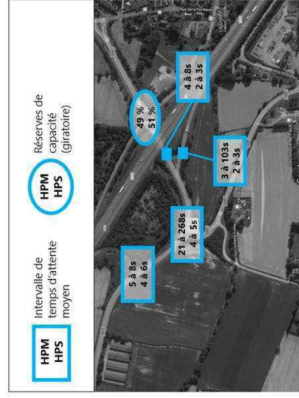 HPM
HPS
Intervalle de
temps d'attente
moyen
HPM
HPS
Réserves de
capacité
(giratoire)
5 à 8s
4 à 6s
21 à 268s
4 à 5s
49 %
51 %
4 à 8s
2 à 3s
3 à 103s
2 à 3s